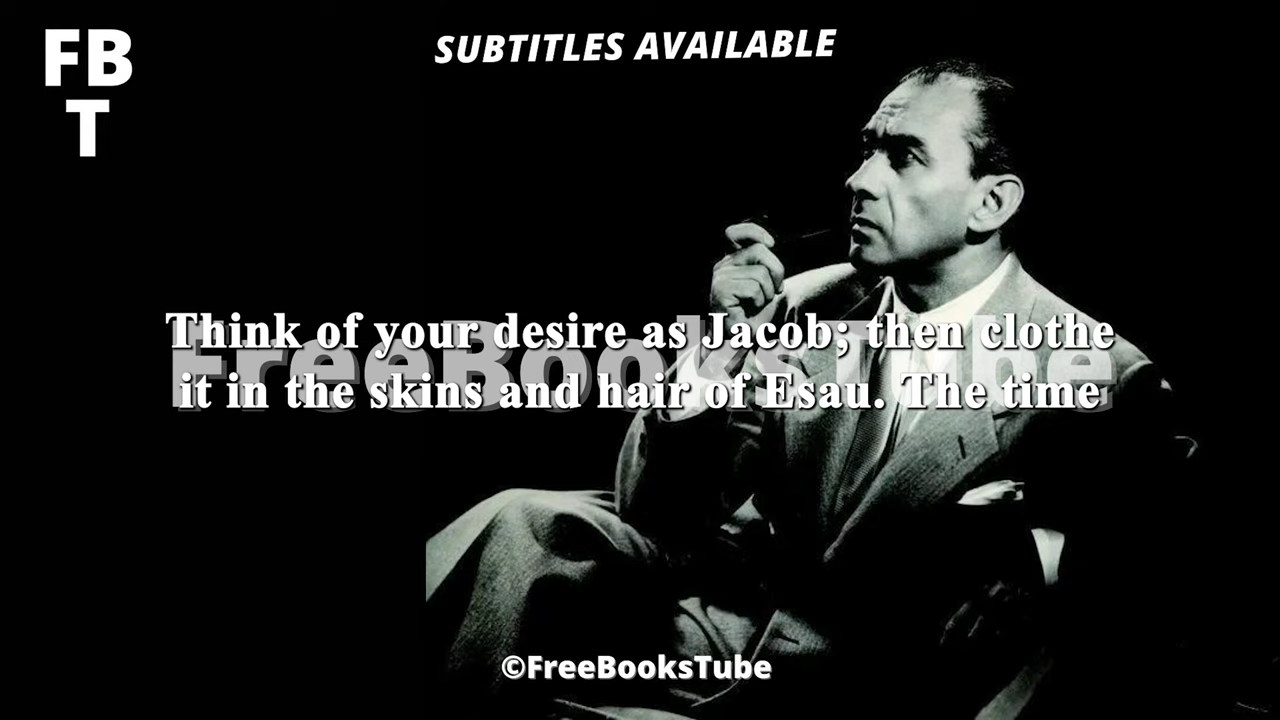 FB
T
SUBTITLES AVAILABLE
Think of your desire as Jacob; then clothe
it in the skins and hair of Esau. The time
FreeBooksTube
©FreeBooksTube